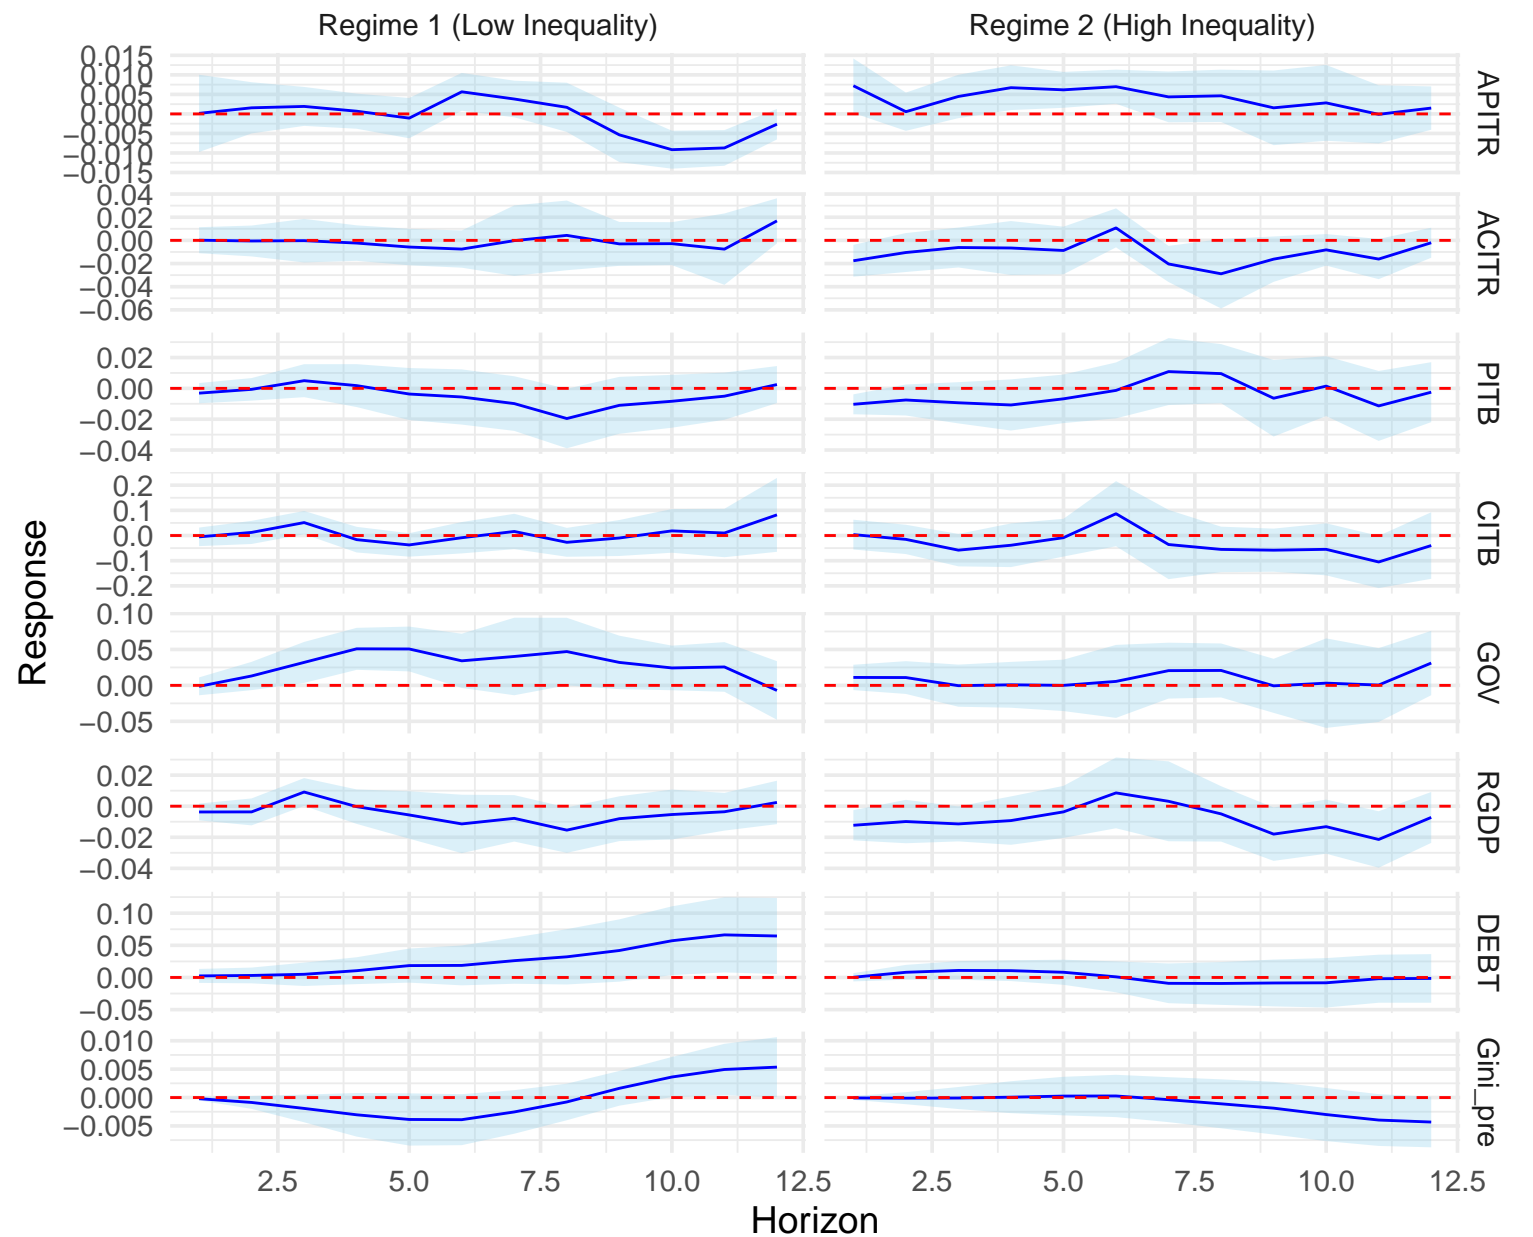 Regime 1 (Low Inequality)
Regime 2 (High Inequality)
0.015
0.010
0.005
0.000
−0.005
−0.010
−0.015
APITR
0.04
0.02
0.00
−0.02
−0.04
−0.06
ACITR
0.02
0.00
−0.02
−0.04
PITB
0.2
0.1
0.0
−0.1
−0.2
CITB
0.10
0.05
0.00
−0.05
GOV
0.02
0.00
−0.02
−0.04
RGDP
0.10
0.05
0.00
−0.05
DEBT
0.010
0.005
0.000
−0.005
Gini_pre
Response
2.5 5.0 7.5 10.0 12.5 2.5 5.0 7.5 10.0 12.5
Horizon